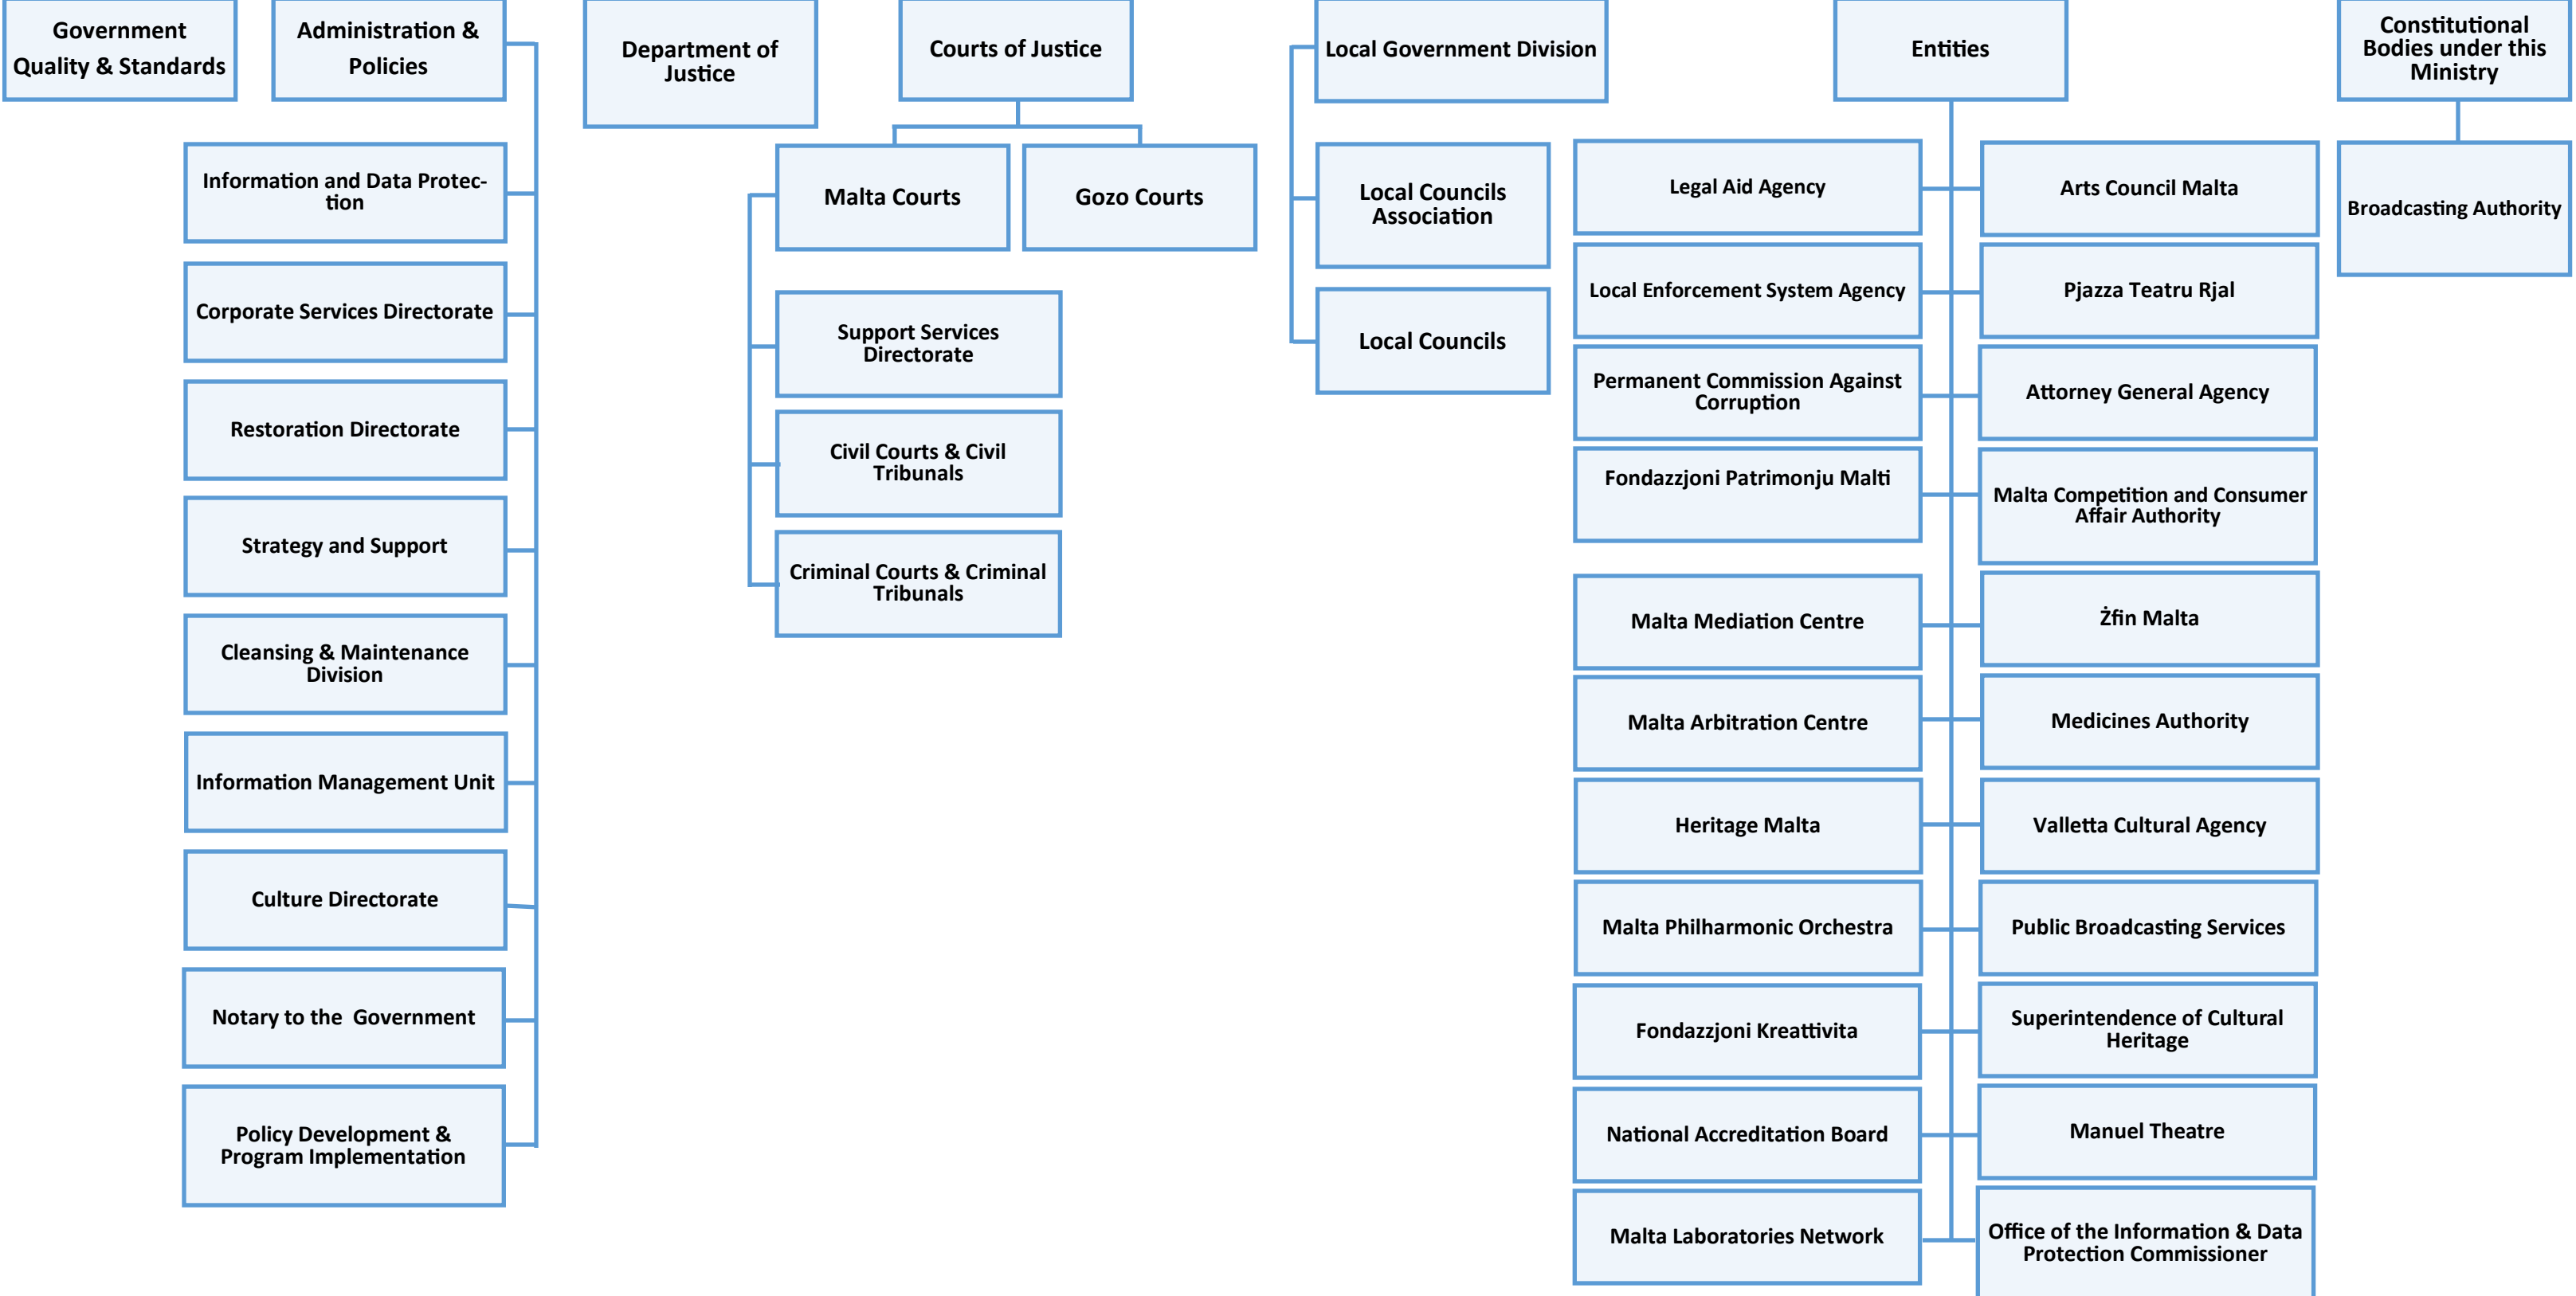 Government
Quality & Standards
Administration &
Policies
Department of
Justice
Courts of Justice
Local Government Division
Entities
Constitutional
Bodies under this
Ministry
Information and Data Protec-
tion
Corporate Services Directorate
Restoration Directorate
Strategy and Support
Cleansing & Maintenance
Division
Information Management Unit
Culture Directorate
Notary to the  Government
Policy Development &
Program Implementation
Malta Courts
Gozo Courts
Support Services
Directorate
Civil Courts & Civil
Tribunals
Criminal Courts & Criminal
Tribunals
Local Councils
Association
Local Councils
Legal Aid Agency
Local Enforcement System Agency
Permanent Commission Against
Corruption
Fondazzjoni Patrimonju Malti
Malta Mediation Centre
Malta Arbitration Centre
Heritage Malta
Malta Philharmonic Orchestra
Fondazzjoni Kreattivita
National Accreditation Board
Malta Laboratories Network
Arts Council Malta
Pjazza Teatru Rjal
Attorney General Agency
Malta Competition and Consumer
Affair Authority
Żfin Malta
Medicines Authority
Valletta Cultural Agency
Public Broadcasting Services
Superintendence of Cultural
Heritage
Manuel Theatre
Office of the Information & Data
Protection Commissioner
Broadcasting Authority